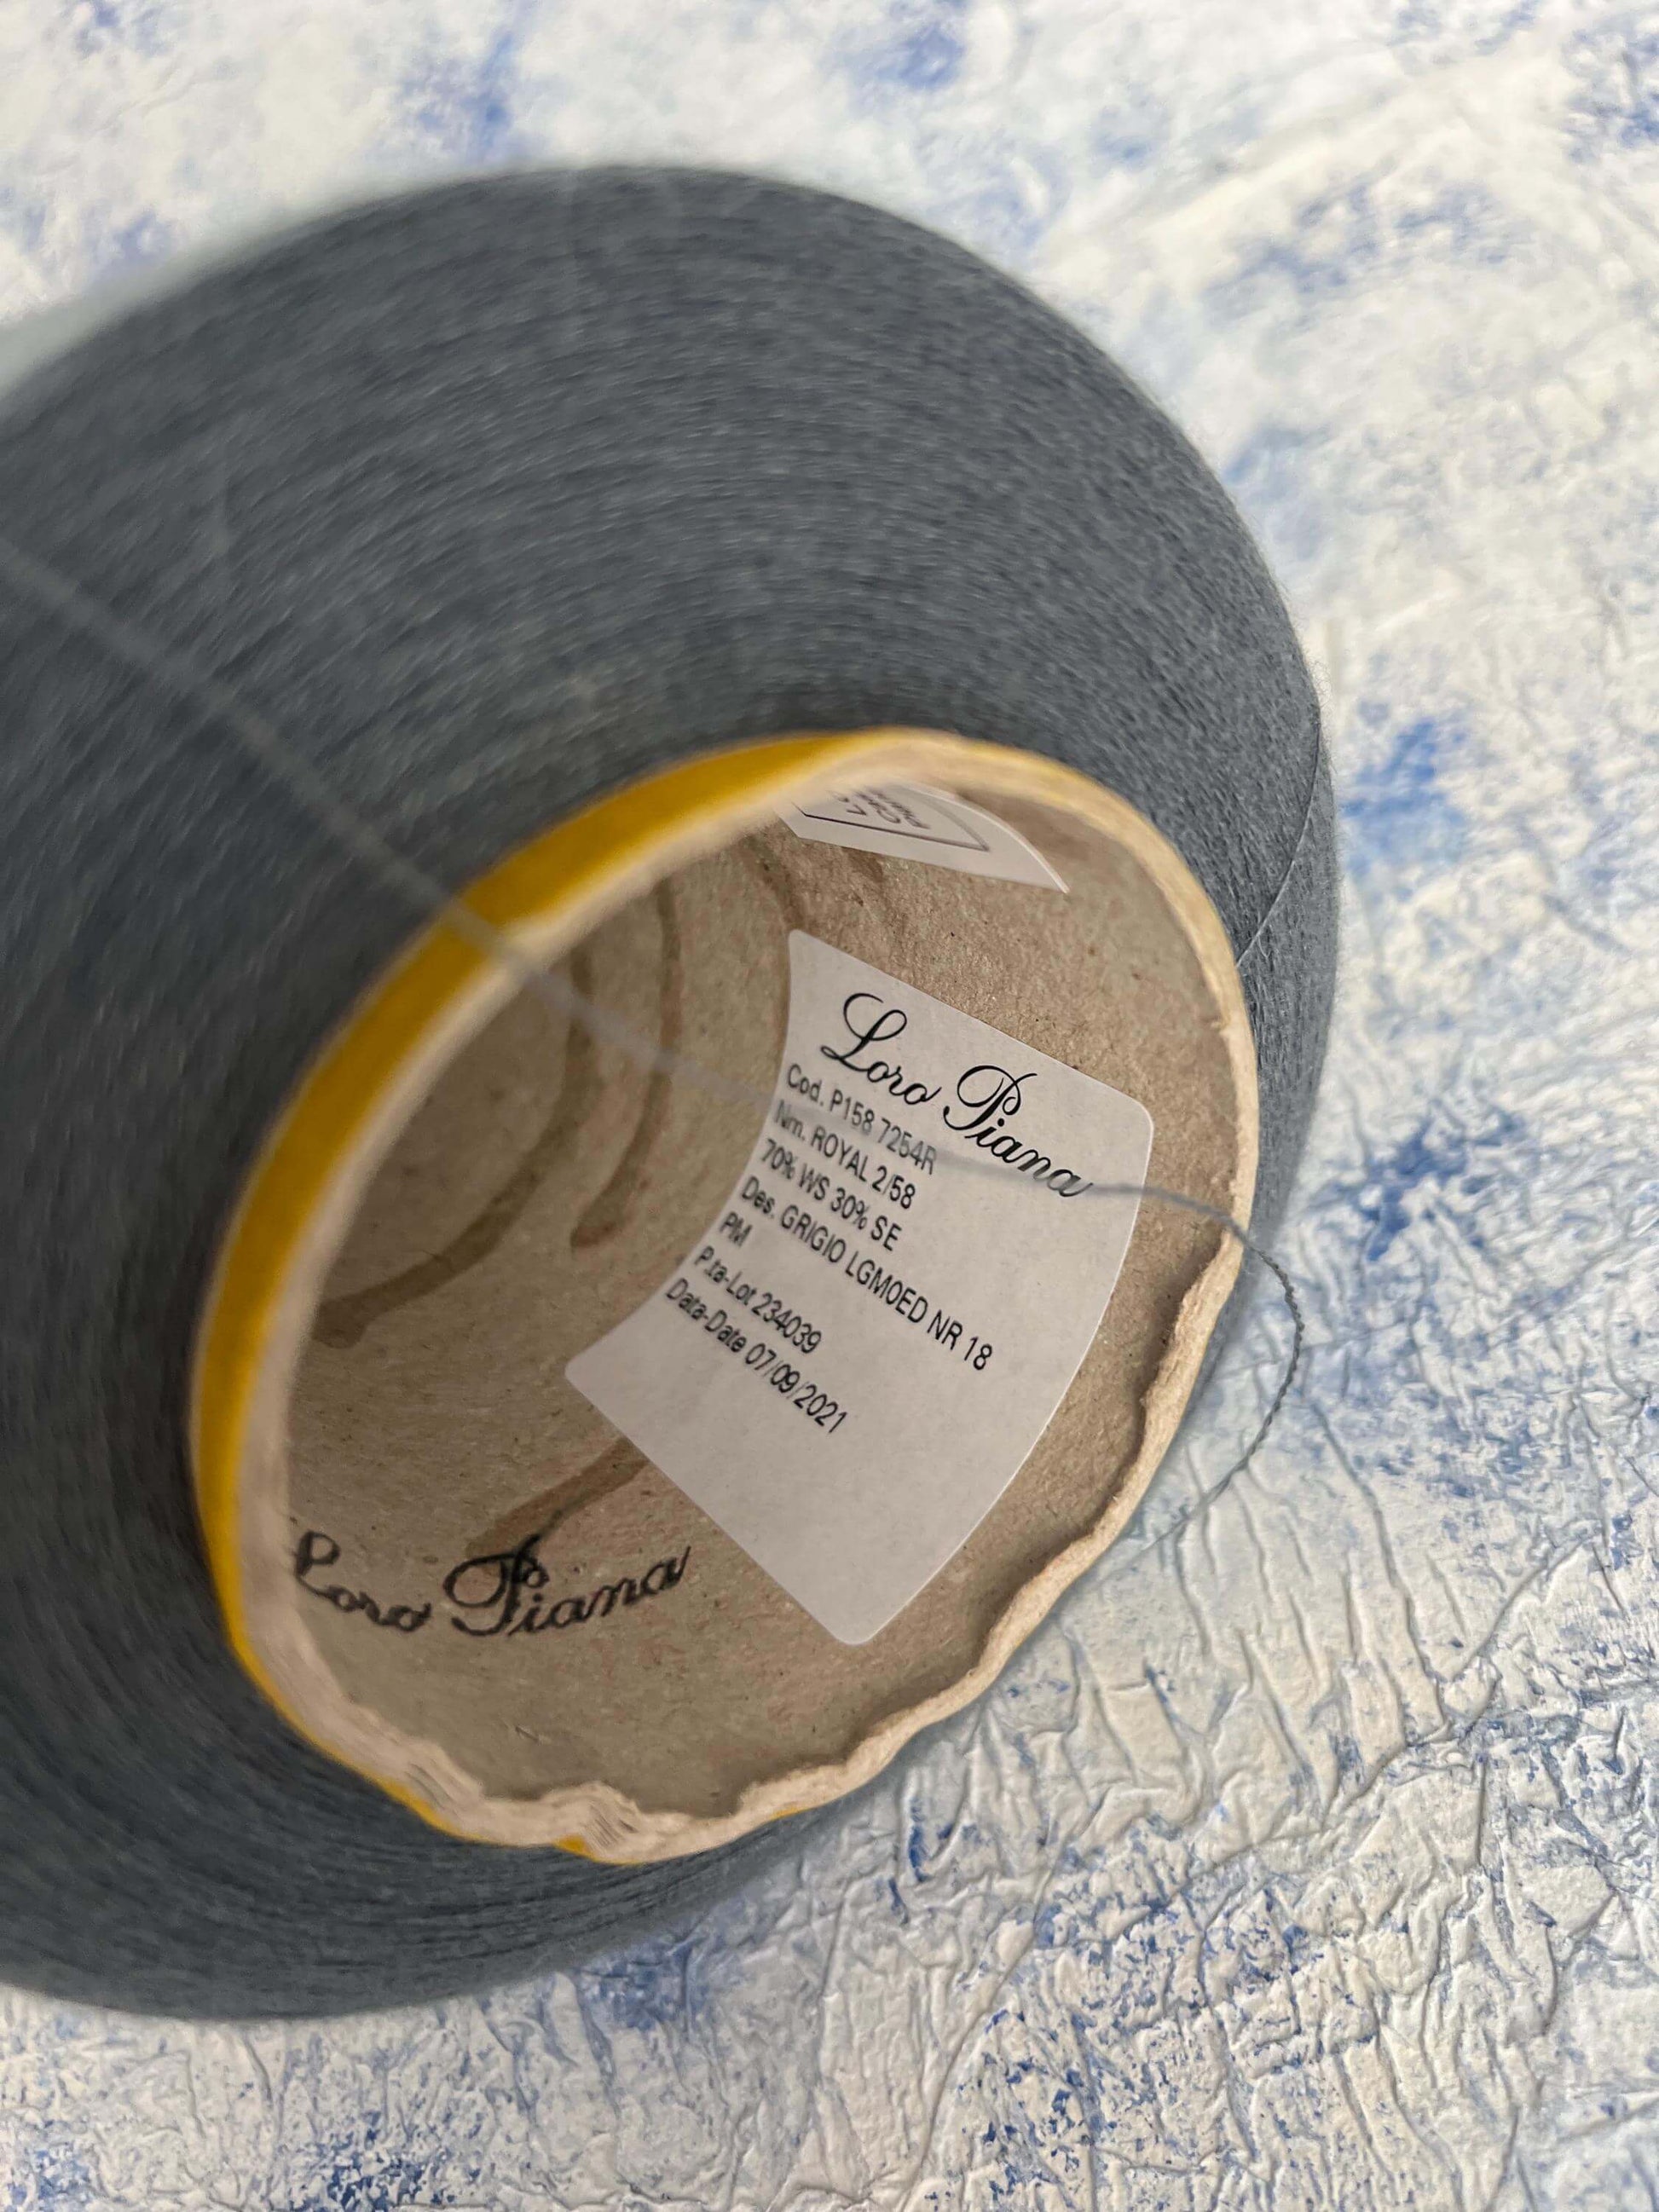 Loro Piana
Cod. P158 7254R
Nm. ROYAL 2/58
70% WS 30% SE
Des. GRIGIO LGM0ED NR 18
PM
P.ta-Lot 234039
Data-Date 07/09/2021
Loro Piana